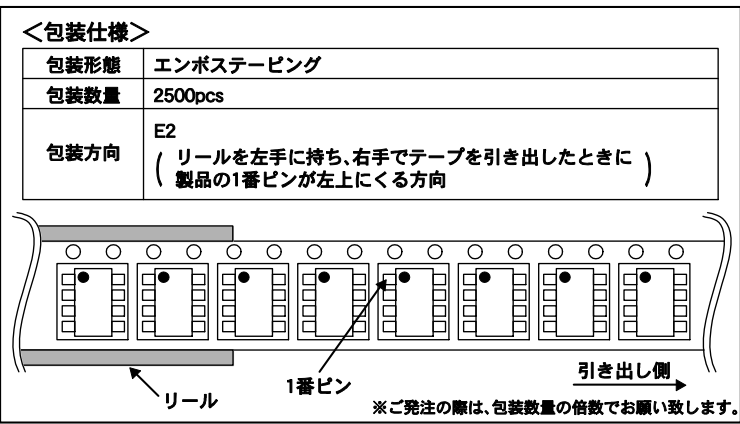 ＜包装仕様＞
包装形態 エンボステーピング
包装数量 2500pcs
包装方向 E2
( リールを左手に持ち、右手でテープを引き出したときに
製品の1番ピンが左上にくる方向 )
リール
1番ピン
引き出し側
※ご発注の際は、包装数量の倍数でお願い致します。